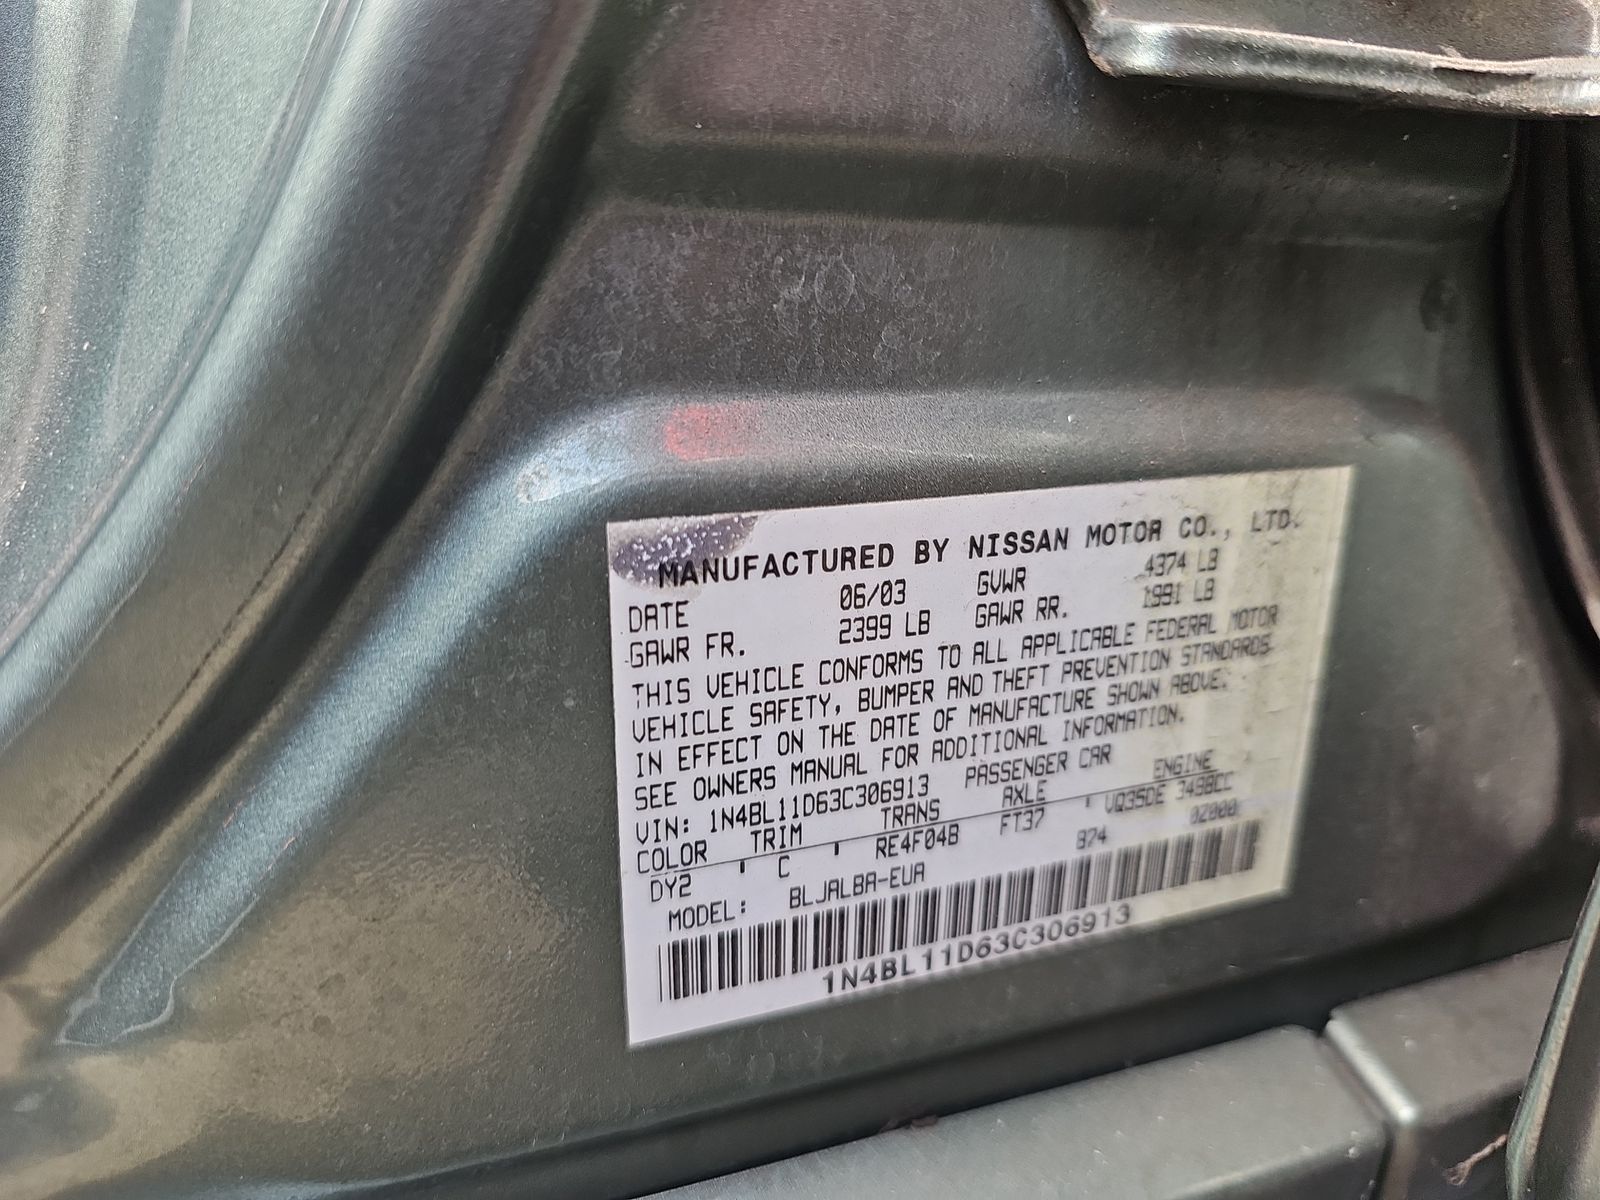 MANUFACTURED BY NISSAN MOTOR CO., LTD.
DATE 06/03 GVWR 4374 LB
GAWR FR. 2399 LB GAWR RR. 1991 LB
THIS VEHICLE CONFORMS TO ALL APPLICABLE FEDERAL MOTOR
VEHICLE SAFETY, BUMPER AND THEFT PREVENTION STANDARDS
IN EFFECT ON THE DATE OF MANUFACTURE SHOWN ABOVE.
SEE OWNERS MANUAL FOR ADDITIONAL INFORMATION.
VIN: 1N4BL11D63C306913 PASSENGER CAR
COLOR TRIM TRANS AXLE ENGINE
DY2 C RE4F04B FT37 VQ35DE 3498CC
MODEL: BLJALBA-EUA 874 02000
1N4BL11D63C306913